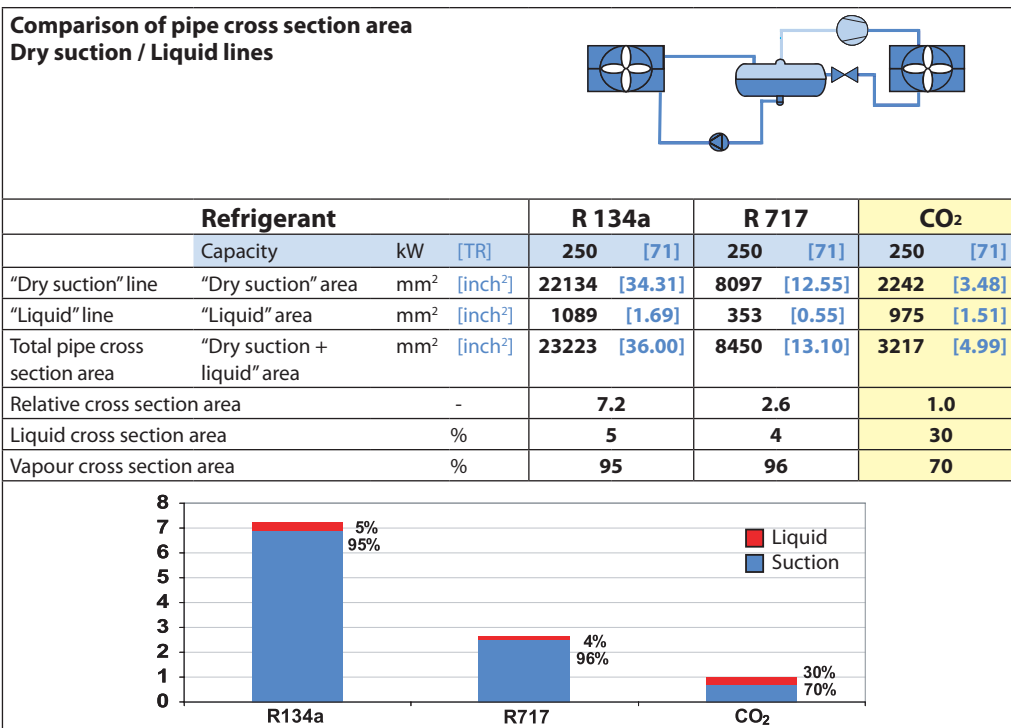 Comparison of pipe cross section area
Dry suction / Liquid lines
Refrigerant R 134a R 717 CO₂
Capacity kW [TR] 250 [71] 250 [71] 250 [71]
“Dry suction” line “Dry suction” area mm² [inch²] 22134 [34.31] 8097 [12.55] 2242 [3.48]
“Liquid” line “Liquid” area mm² [inch²] 1089 [1.69] 353 [0.55] 975 [1.51]
Total pipe cross “Dry suction + mm² [inch²] 23223 [36.00] 8450 [13.10] 3217 [4.99]
section area liquid” area
Relative cross section area - 7.2 2.6 1.0
Liquid cross section area % 5 4 30
Vapour cross section area % 95 96 70
8
7
6
5
4
3
2
1
0
5%
95%
4%
96%
30%
70%
Liquid
Suction
R134a R717 CO₂